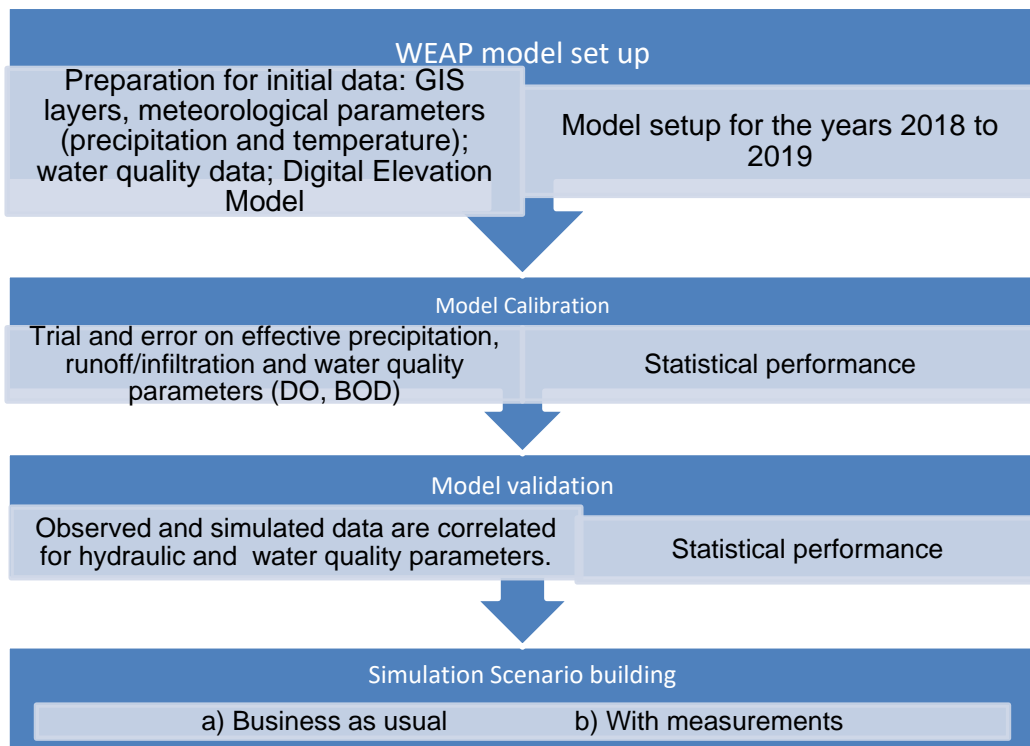 WEAP model set up
Preparation for initial data: GIS
layers, meteorological parameters
(precipitation and temperature);
water quality data; Digital Elevation
Model
Model setup for the years 2018 to
2019
Model Calibration
Trial and error on effective precipitation,
runoff/infiltration and water quality
parameters (DO, BOD)
Statistical performance
Model validation
Observed and simulated data are correlated
for hydraulic and water quality parameters.
Statistical performance
Simulation Scenario building
a) Business as usual b) With measurements